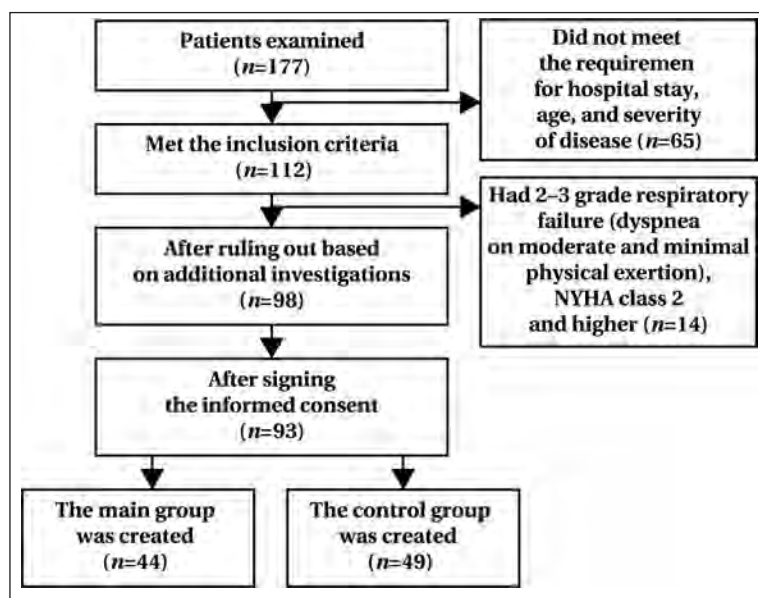 Patients examined
(n=177)
Did not meet
the requiremen
for hospital stay,
age, and severity
of disease (n=65)
Met the inclusion criteria
(n=112)
Had 2–3 grade respiratory
failure (dyspnea
on moderate and minimal
physical exertion),
NYHA class 2
and higher (n=14)
After ruling out based
on additional investigations
(n=98)
After signing
the informed consent
(n=93)
The main group
was created
(n=44)
The control group
was created
(n=49)